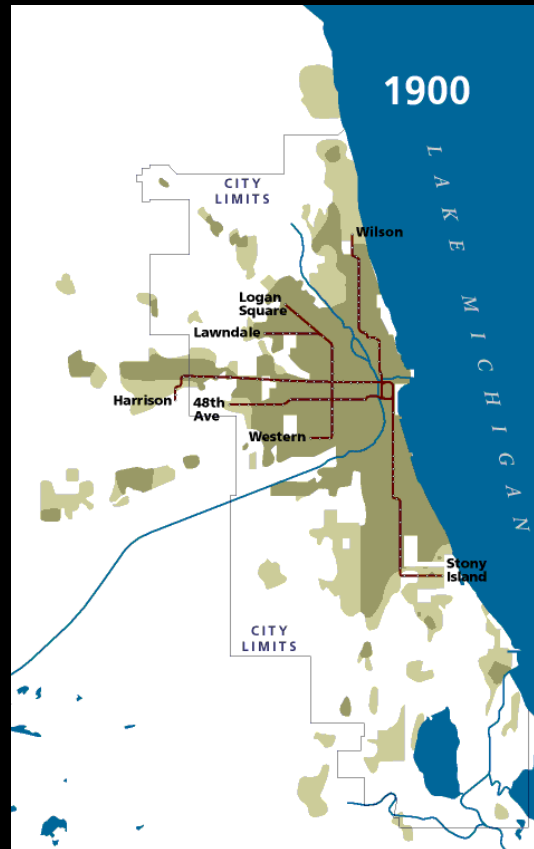 1900
LAKE MICHIGAN
CITY
LIMITS
Wilson
Logan
Square
Lawndale
Harrison
48th
Ave
Western
Stony
Island
CITY
LIMITS